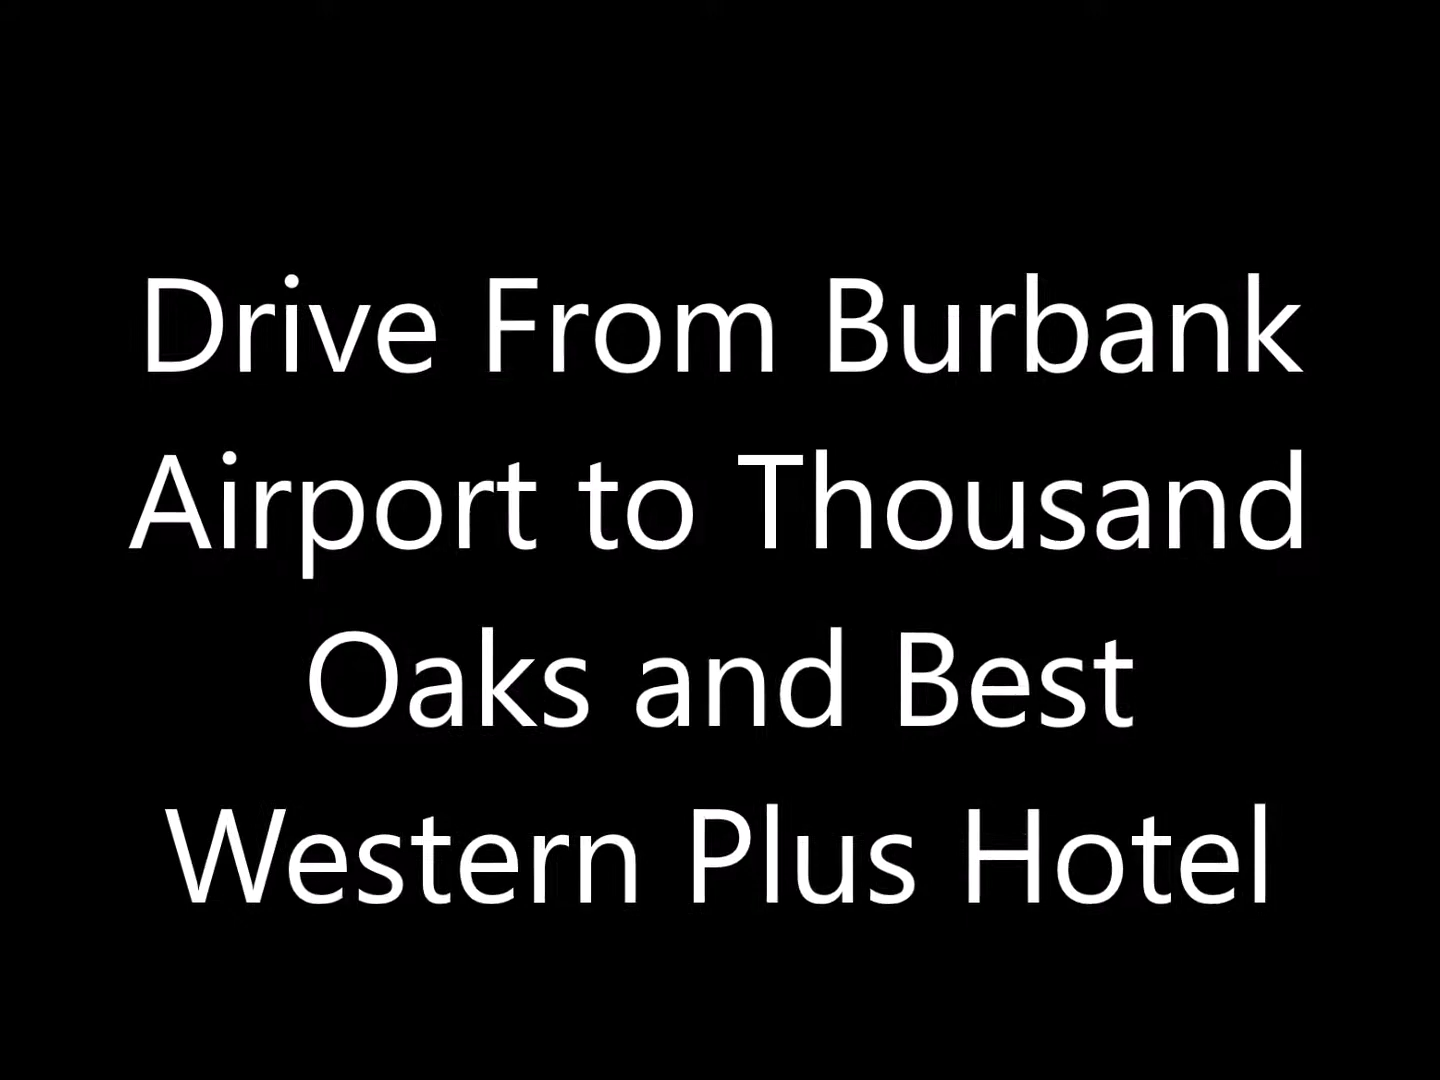 Drive From Burbank
Airport to Thousand
Oaks and Best
Western Plus Hotel